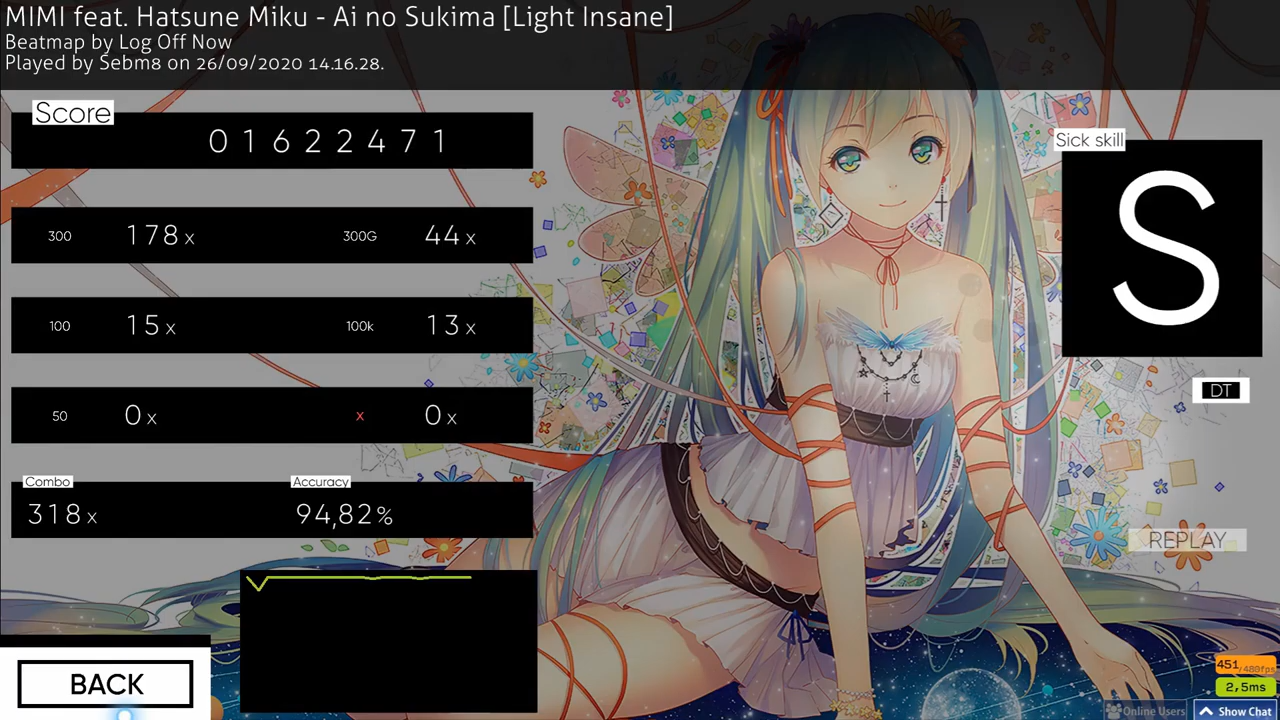 MIMI feat. Hatsune Miku - Ai no Sukima [Light Insane]
Beatmap by Log Off Now
Played by Sebm8 on 26/09/2020 14.16.28.
Score
01622471
Sick skill
S
300 178x 300G 44x
100 15x 100k 13x
DT
50 0x x 0x
Combo Accuracy
318x 94,82%
REPLAY
BACK
451/480fps
2,5ms
Online Users Show Chat